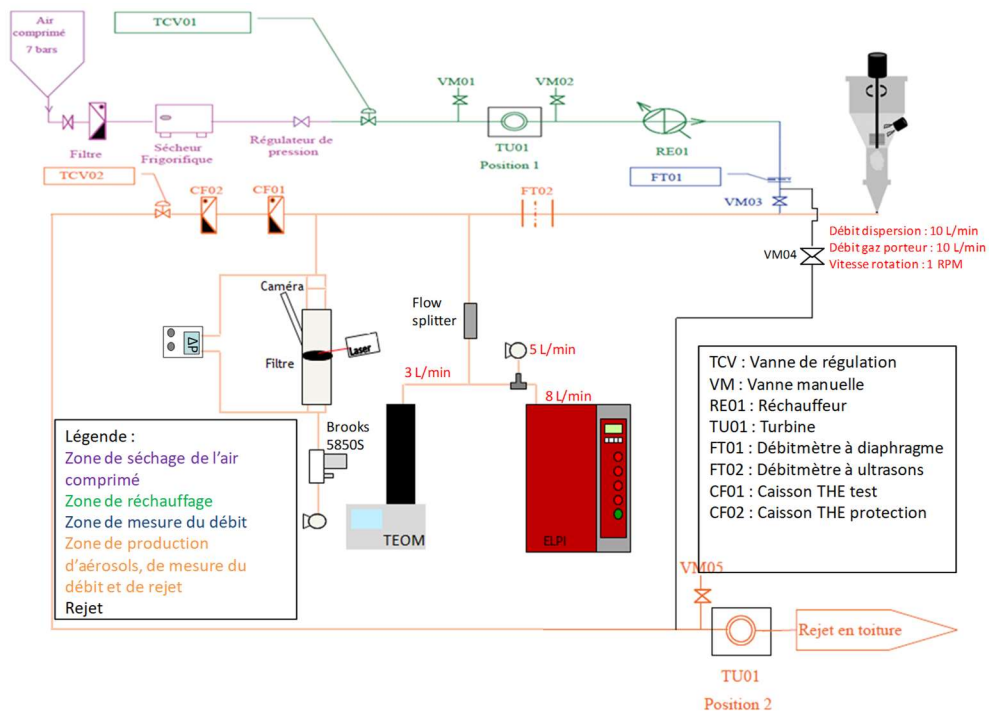 Air
comprimé
7 bars
TCV01
VM01
VM02
Filtre
Sécheur
Frigorifique
Régulateur de
pression
TU01
Position 1
RE01
TCV02
CF02
CF01
FT02
FT01
VM03
Débit dispersion : 10 L/min
Débit gaz porteur : 10 L/min
Vitesse rotation : 1 RPM
VM04
Caméra
Flow
splitter
ΔP
Laser
Filtre
5 L/min
3 L/min
8 L/min
Brooks
5850S
TEOM
ELPI
Légende :
Zone de séchage de l’air
comprimé
Zone de réchauffage
Zone de mesure du débit
Zone de production
d’aérosols, de mesure du
débit et de rejet
Rejet
TCV : Vanne de régulation
VM : Vanne manuelle
RE01 : Réchauffeur
TU01 : Turbine
FT01 : Débitmètre à diaphragme
FT02 : Débitmètre à ultrasons
CF01 : Caisson THE test
CF02 : Caisson THE protection
VM05
Rejet en toiture
TU01
Position 2